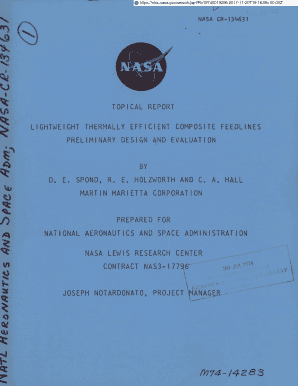 NASA CR-134631
1
NASA
TOPICAL REPORT
LIGHTWEIGHT THERMALLY EFFICIENT COMPOSITE FEEDLINES
PRELIMINARY DESIGN AND EVALUATION
BY
D. E. SPOND, R. E. HOLZWORTH AND C. A. HALL
MARTIN MARIETTA CORPORATION
PREPARED FOR
NATIONAL AERONAUTICS AND SPACE ADMINISTRATION
NASA LEWIS RESEARCH CENTER
CONTRACT NAS3-17796
JOSEPH NOTARDONATO, PROJECT MANAGER
M74-14283
NATL AERONAUTICS AND SPACE ADM; NASA-CR-134631